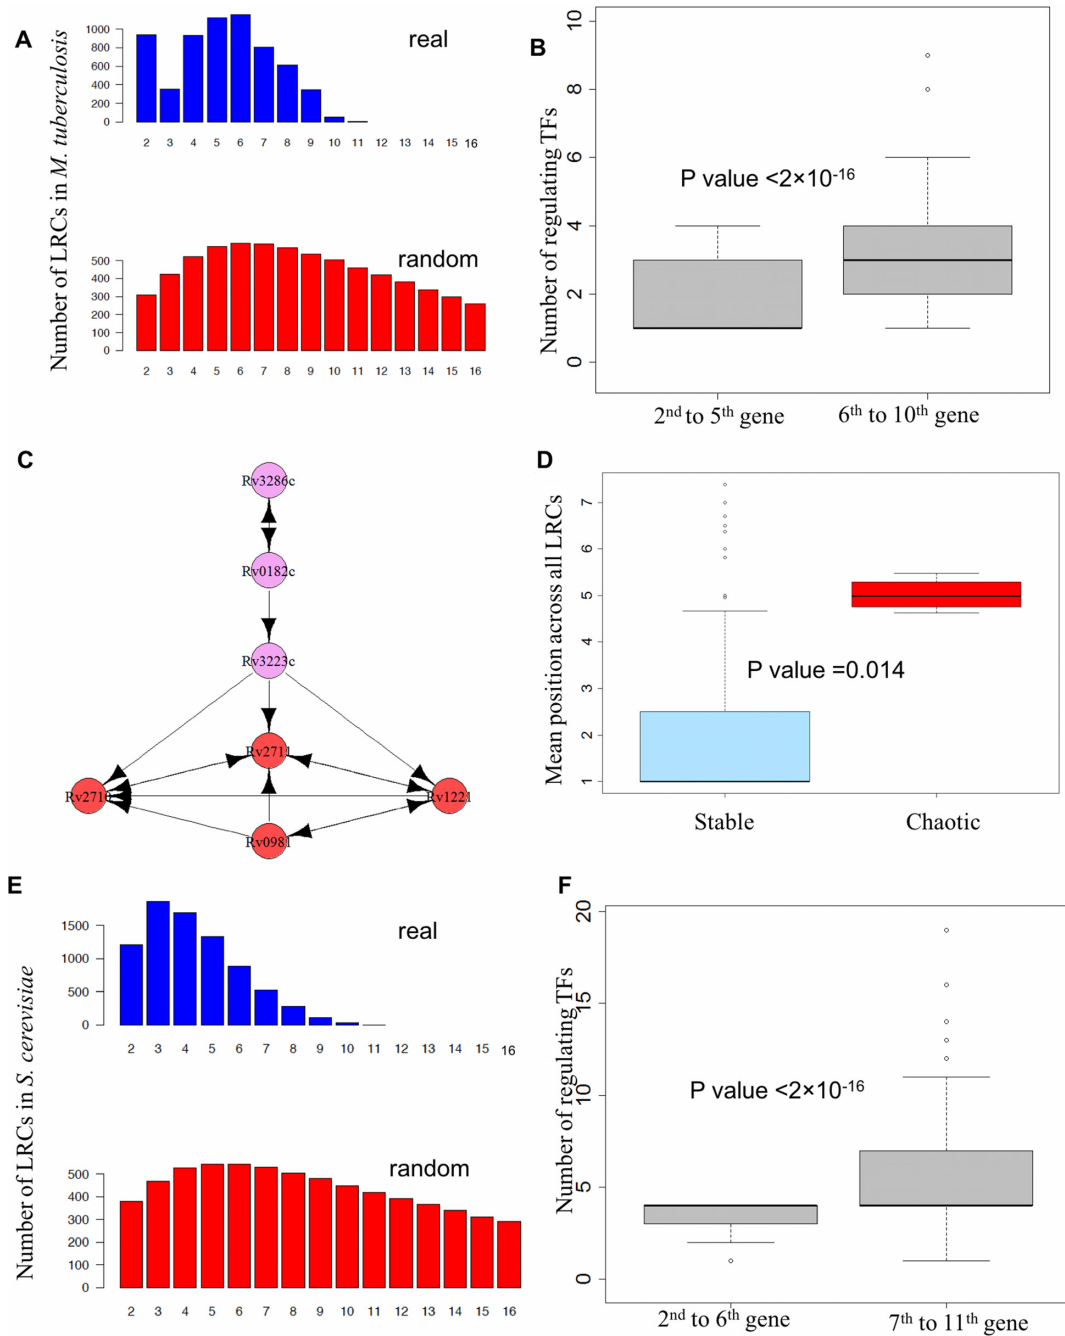 A
Number of LRCs in M. tuberculosis
real
1000
800
600
400
200
0
2 3 4 5 6 7 8 9 10 11 12 13 14 15 16
random
500
400
300
200
100
0
2 3 4 5 6 7 8 9 10 11 12 13 14 15 16
B
Number of regulating TFs
10
8
6
4
2
0
P value <2×10-16
2nd to 5th gene 6th to 10th gene
C
Rv3286c
Rv0182c
Rv3223c
Rv2711
Rv2710 Rv1221
Rv0981
D
Mean position across all LRCs
7
6
5
4
3
2
1
P value =0.014
Stable Chaotic
E
Number of LRCs in S. cerevisiae
real
1500
1000
500
0
2 3 4 5 6 7 8 9 10 11 12 13 14 15 16
random
500
400
300
200
100
0
2 3 4 5 6 7 8 9 10 11 12 13 14 15 16
F
Number of regulating TFs
20
15
10
5
0
P value <2×10-16
2nd to 6th gene 7th to 11th gene